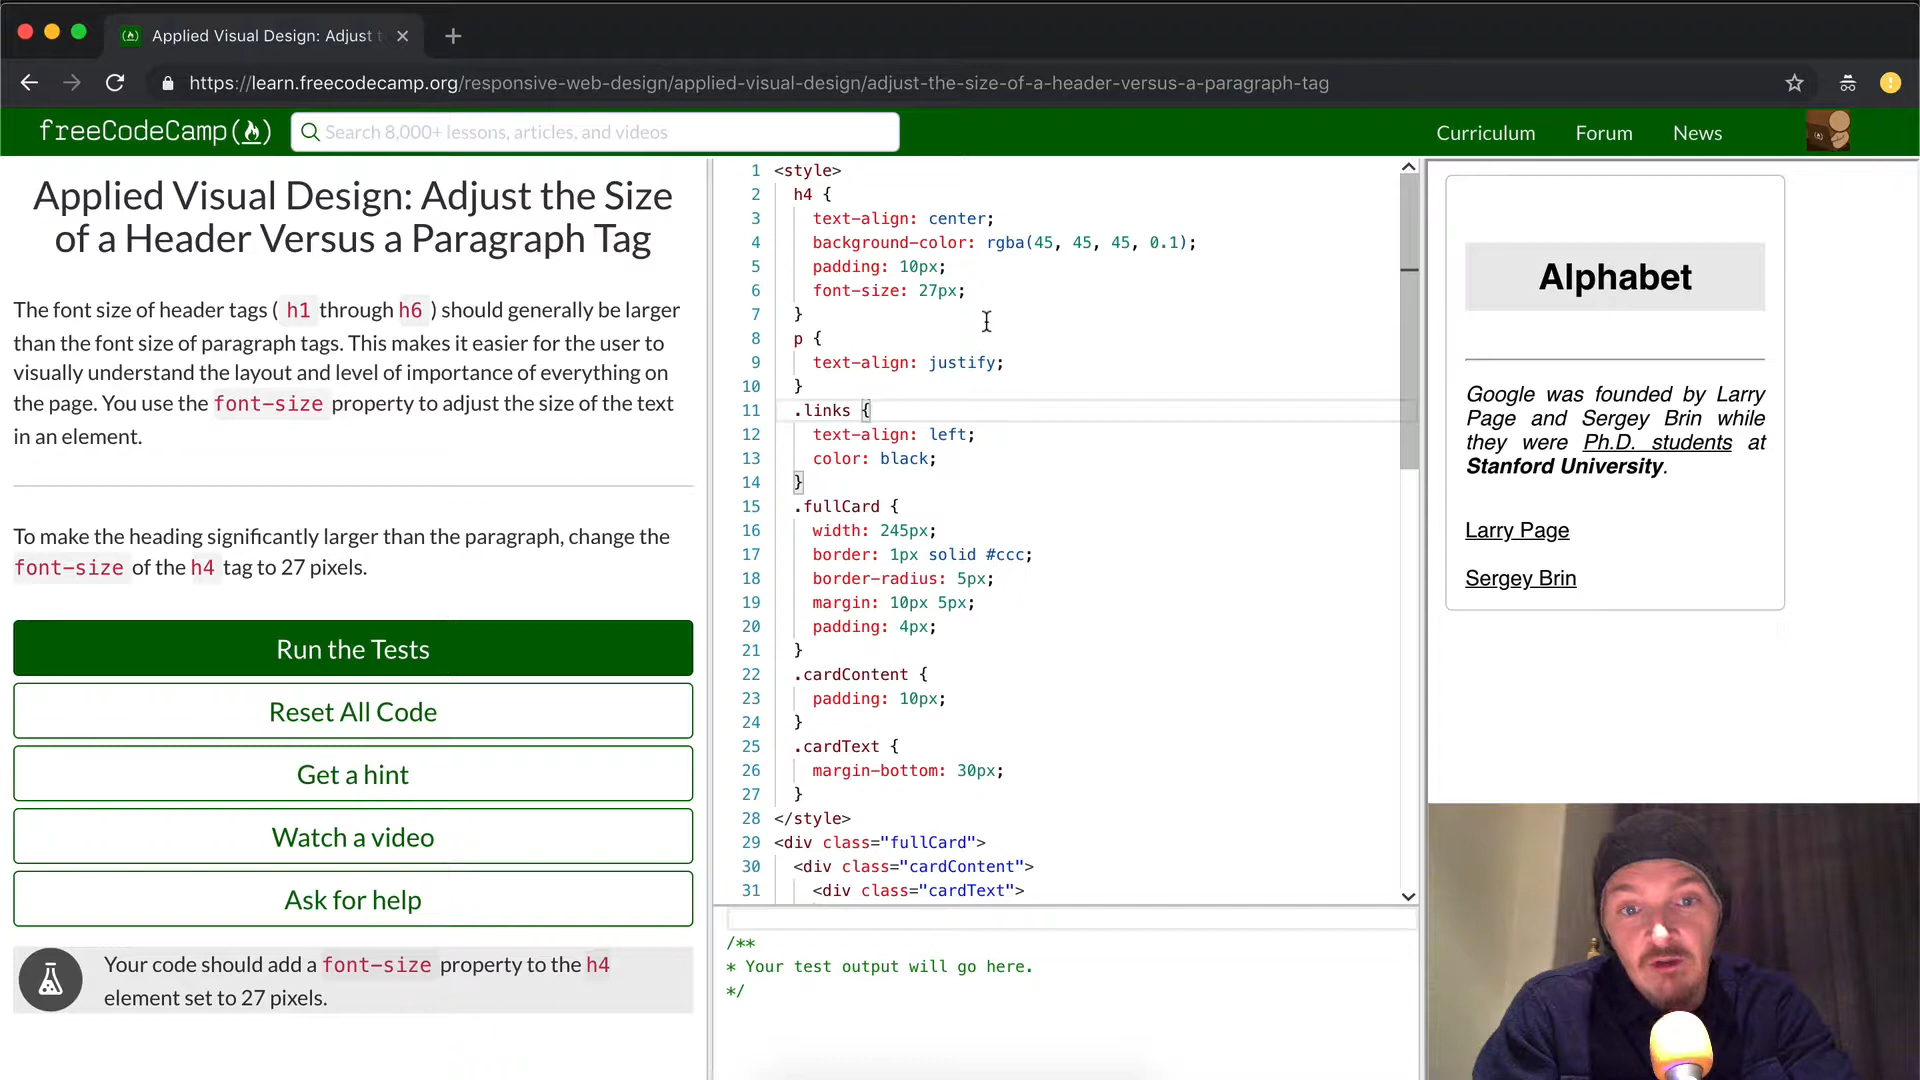 Applied Visual Design: Adjust t
https://learn.freecodecamp.org/responsive-web-design/applied-visual-design/adjust-the-size-of-a-header-versus-a-paragraph-tag
freeCodeCamp
Search 8,000+ lessons, articles, and videos
Curriculum
Forum
News
Applied Visual Design: Adjust the Size
of a Header Versus a Paragraph Tag
The font size of header tags ( h1 through h6 ) should generally be larger
than the font size of paragraph tags. This makes it easier for the user to
visually understand the layout and level of importance of everything on
the page. You use the font-size property to adjust the size of the text
in an element.
To make the heading significantly larger than the paragraph, change the
font-size of the h4 tag to 27 pixels.
Run the Tests
Reset All Code
Get a hint
Watch a video
Ask for help
Your code should add a font-size property to the h4
element set to 27 pixels.
1 <style>
2 h4 {
3 text-align: center;
4 background-color: rgba(45, 45, 45, 0.1);
5 padding: 10px;
6 font-size: 27px;
7 }
8 p {
9 text-align: justify;
10 }
11 .links {
12 text-align: left;
13 color: black;
14 }
15 .fullCard {
16 width: 245px;
17 border: 1px solid #ccc;
18 border-radius: 5px;
19 margin: 10px 5px;
20 padding: 4px;
21 }
22 .cardContent {
23 padding: 10px;
24 }
25 .cardText {
26 margin-bottom: 30px;
27 }
28 </style>
29 <div class="fullCard">
30 <div class="cardContent">
31 <div class="cardText">
/**
* Your test output will go here.
*/
Alphabet
Google was founded by Larry
Page and Sergey Brin while
they were Ph.D. students at
Stanford University.
Larry Page
Sergey Brin